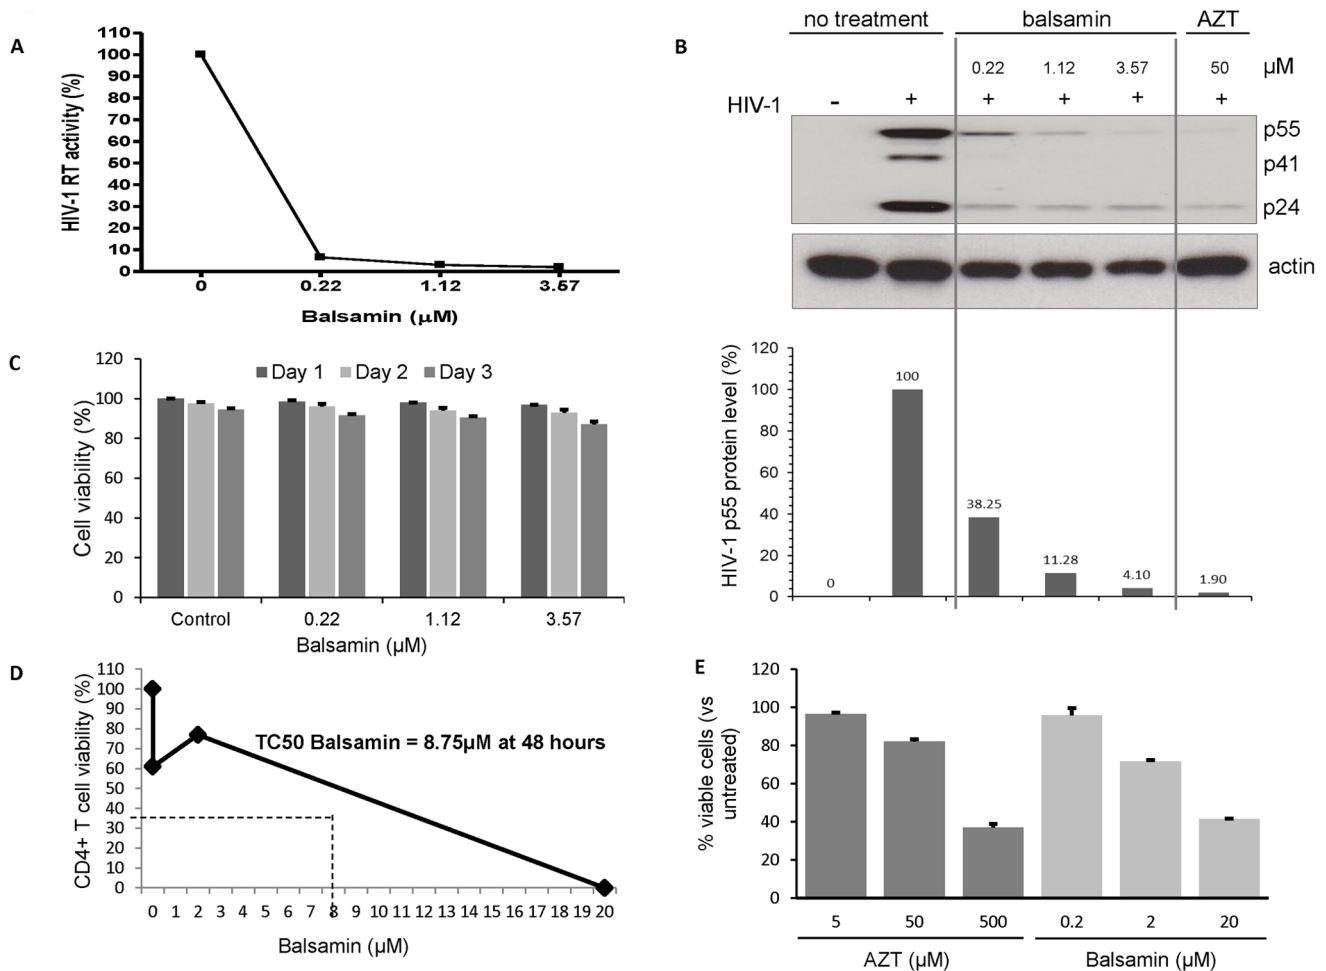 A
110
100
90
80
70
60
50
40
30
20
10
0
HIV-1 RT activity (%)
0 0.22 1.12 3.57
Balsamin (µM)
B
no treatment balsamin AZT
0.22 1.12 3.57 50 µM
HIV-1 - + + + + +
p55
p41
p24
actin
120
100
80
60
40
20
0
HIV-1 p55 protein level (%)
0 100 38.25 11.28 4.10 1.90
C
120
100
80
60
40
20
0
Cell viability (%)
Day 1 Day 2 Day 3
Control 0.22 1.12 3.57
Balsamin (µM)
D
110
100
90
80
70
60
50
40
30
20
10
0
CD4+ T cell viability (%)
TC50 Balsamin = 8.75µM at 48 hours
0 1 2 3 4 5 6 7 8 9 10 11 12 13 14 15 16 17 18 19 20
Balsamin (µM)
E
120
100
80
60
40
20
0
% viable cells (vs
untreated)
5 50 500 0.2 2 20
AZT (µM) Balsamin (µM)